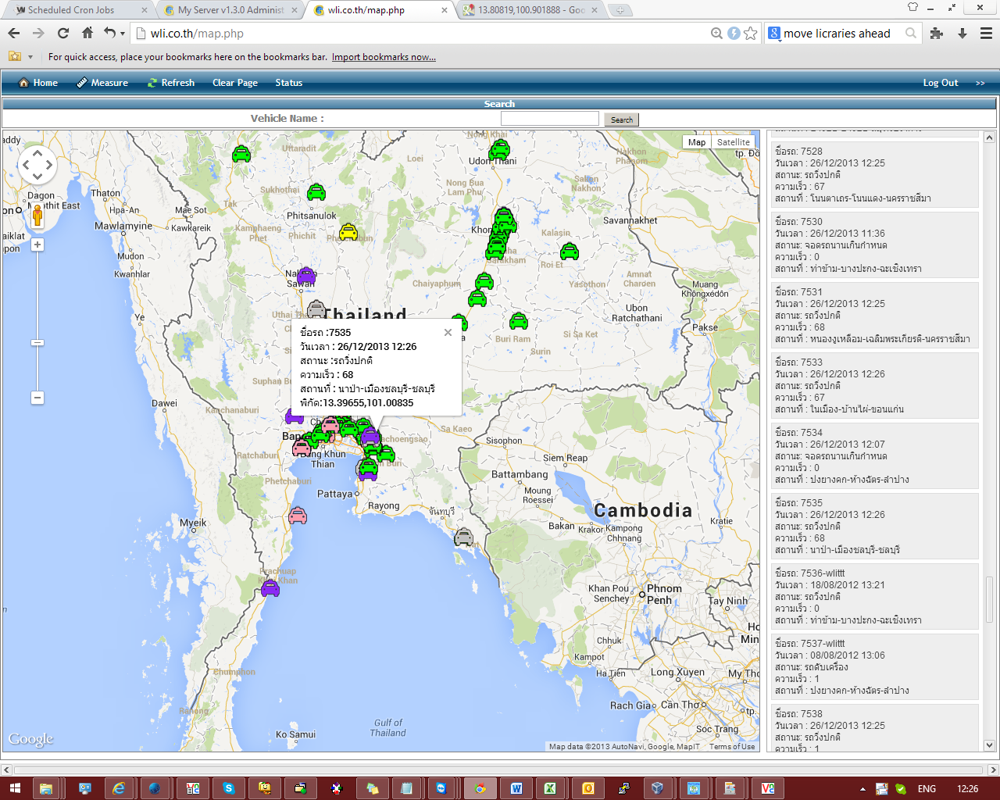 Scheduled Cron Jobs
My Server v1.3.0 Administ
wli.co.th/map.php
13.80819,100.901888 - Goo
wli.co.th/map.php
move licraries ahead
For quick access, place your bookmarks here on the bookmarks bar. Import bookmarks now...
Home Measure Refresh Clear Page Status Log Out >>
Search
Vehicle Name :
Search
Map Satellite
Nong Khai
Uttaradit
Loei
Udon Thani
Nakhon
Phanom
Sukhothai
Nong Bua
Lam Phu
Sakon
Nakhon
Dagon
Thaton
Hpa-An
Mae Sot
Tak
Phitsanulok
Kawkareik
Mawlamyine
Kamphaeng
Phet
Phichit
Kalasin
Savannakhet
Mudon
Roi Et
Kwanhlar
Sawan
Chaiyaphum
Yasothon
Amnat
Charoen
Muang
Khongxédôn
Ye
Thailand
Ubon
Ratchathani
Pakse
Buri Ram
Si Sa Ket
Surin
ชื่อรถ :7535
วันเวลา : 26/12/2013 12:26
สถานะ :รถวิ่งปกติ
ความเร็ว : 68
สถานที่ : นาป่า-เมืองชลบุรี-ชลบุรี
พิกัด:13.39655,101.00835
Suphan Buri
Dawei
Kanchanaburi
Sa Kaeo
Sisophon
Ratchaburi
Thian
Siem Reap
Phetchaburi
Battambang
Pattaya
Moung
Roessei
Rayong
จันทบุรี
Cambodia
Myeik
Bakan
Krakor
Kampong
Chhnang
Kratie
Prachuap
Khiri Khan
Khan Pou
Senchey
Phnom
Penh
Tay Ninh
Chhuk
Kampot
Chumphon
Ha Tien
Long Xuyen
Rach Gia
Cần Thơ
Ranong
Gulf of
Thailand
Soc Trang
Ko Samui
Google
Map data ©2013 AutoNavi, Google, MapIT Terms of Use
ชื่อรถ: 7528
วันเวลา : 26/12/2013 12:25
สถานะ: รถวิ่งปกติ
ความเร็ว : 67
สถานที่ : โนนตาเถร-โนนแดง-นครราชสีมา
ชื่อรถ: 7530
วันเวลา : 26/12/2013 11:36
สถานะ: จอดรถนานเกินกำหนด
ความเร็ว : 0
สถานที่ : ท่าข้าม-บางปะกง-ฉะเชิงเทรา
ชื่อรถ: 7531
วันเวลา : 26/12/2013 12:25
สถานะ: รถวิ่งปกติ
ความเร็ว : 68
สถานที่ : หนองงูเหลือม-เฉลิมพระเกียรติ-นครราชสีมา
ชื่อรถ: 7533
วันเวลา : 26/12/2013 12:26
สถานะ: รถวิ่งปกติ
ความเร็ว : 67
สถานที่ : ในเมือง-บ้านไผ่-ขอนแก่น
ชื่อรถ: 7534
วันเวลา : 26/12/2013 12:07
สถานะ: จอดรถนานเกินกำหนด
ความเร็ว : 0
สถานที่ : ปงยางคก-ห้างฉัตร-ลำปาง
ชื่อรถ: 7535
วันเวลา : 26/12/2013 12:26
สถานะ: รถวิ่งปกติ
ความเร็ว : 68
สถานที่ : นาป่า-เมืองชลบุรี-ชลบุรี
ชื่อรถ: 7536-wlittt
วันเวลา : 18/08/2012 13:21
สถานะ: รถวิ่งปกติ
ความเร็ว : 0
สถานที่ : ท่าข้าม-บางปะกง-ฉะเชิงเทรา
ชื่อรถ: 7537-wlittt
วันเวลา : 08/08/2012 13:06
สถานะ: รถดับเครื่อง
ความเร็ว : 1
สถานที่ : ปงยางคก-ห้างฉัตร-ลำปาง
ชื่อรถ: 7538
วันเวลา : 26/12/2013 12:25
สถานะ: รถวิ่งปกติ
ความเร็ว : 1
ENG 12:26